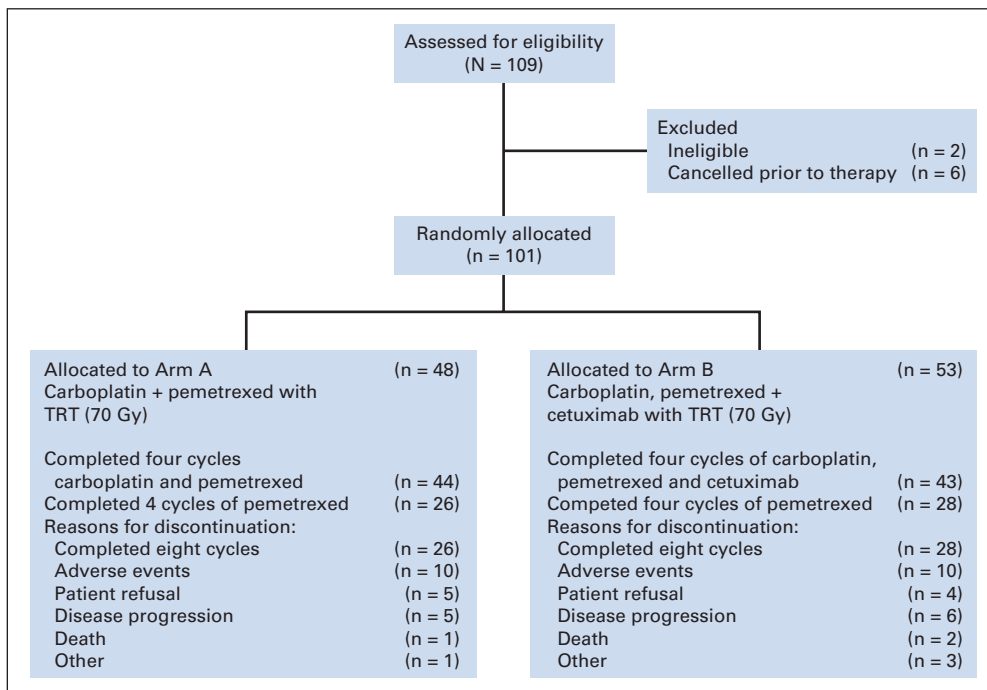 Assessed for eligibility
(N = 109)
Excluded
Ineligible (n = 2)
Cancelled prior to therapy (n = 6)
Randomly allocated
(n = 101)
Allocated to Arm A (n = 48)
Carboplatin + pemetrexed with
TRT (70 Gy)
Completed four cycles
carboplatin and pemetrexed (n = 44)
Completed 4 cycles of pemetrexed (n = 26)
Reasons for discontinuation:
Completed eight cycles (n = 26)
Adverse events (n = 10)
Patient refusal (n = 5)
Disease progression (n = 5)
Death (n = 1)
Other (n = 1)
Allocated to Arm B (n = 53)
Carboplatin, pemetrexed +
cetuximab with TRT (70 Gy)
Completed four cycles of carboplatin,
pemetrexed and cetuximab (n = 43)
Competed four cycles of pemetrexed (n = 28)
Reasons for discontinuation:
Completed eight cycles (n = 28)
Adverse events (n = 10)
Patient refusal (n = 4)
Disease progression (n = 6)
Death (n = 2)
Other (n = 3)